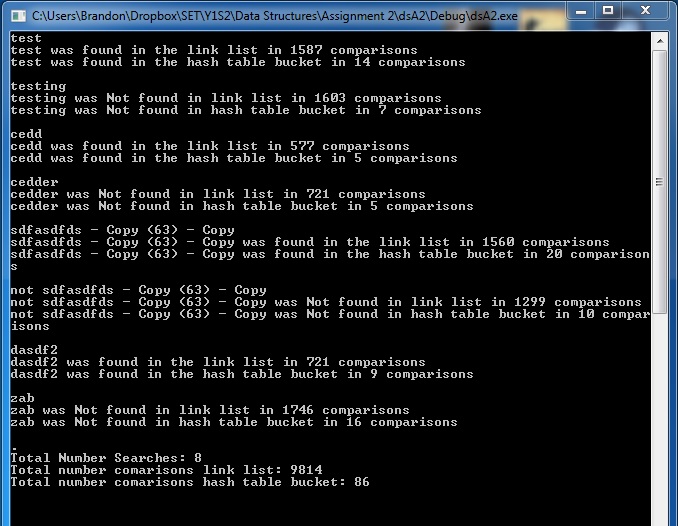 C:\Users\Brandon\Dropbox\SET\Y1S2\Data Structures\Assignment 2\dsA2\Debug\dsA2.exe
test
test was found in the link list in 1587 comparisons
test was found in the hash table bucket in 14 comparisons
testing
testing was Not found in link list in 1603 comparisons
testing was Not found in hash table bucket in 7 comparisons
cedd
cedd was found in the link list in 577 comparisons
cedd was found in the hash table bucket in 5 comparisons
cedder
cedder was Not found in link list in 721 comparisons
cedder was Not found in hash table bucket in 5 comparisons
sdfasdfds - Copy (63) - Copy
sdfasdfds - Copy (63) - Copy was found in the link list in 1560 comparisons
sdfasdfds - Copy (63) - Copy was found in the hash table bucket in 20 comparison
s
not sdfasdfds - Copy (63) - Copy
not sdfasdfds - Copy (63) - Copy was Not found in link list in 1299 comparisons
not sdfasdfds - Copy (63) - Copy was Not found in hash table bucket in 10 compar
isons
dasdf2
dasdf2 was found in the link list in 721 comparisons
dasdf2 was found in the hash table bucket in 9 comparisons
zab
zab was Not found in link list in 1746 comparisons
zab was Not found in hash table bucket in 16 comparisons
.
Total Number Searches: 8
Total number comarisons link list: 9814
Total number comarisons hash table bucket: 86